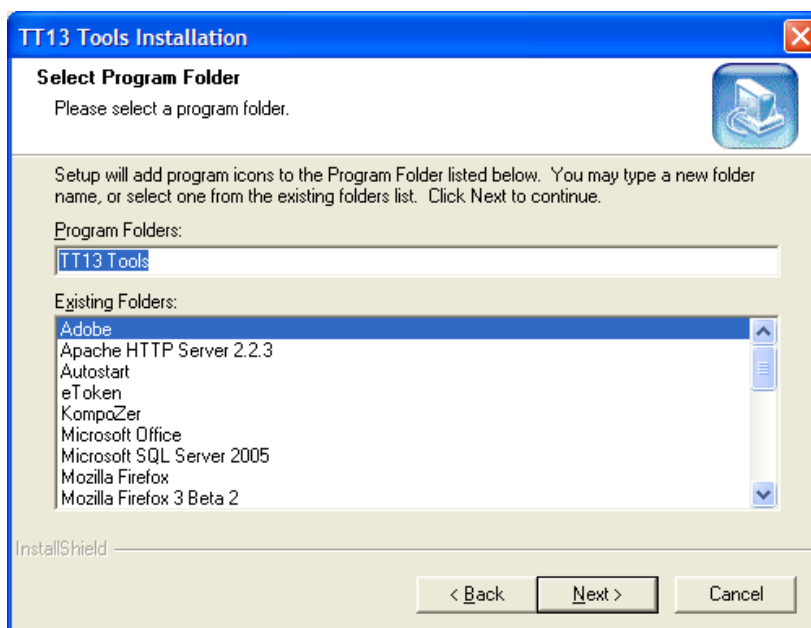 TT13 Tools Installation
Select Program Folder
Please select a program folder.
Setup will add program icons to the Program Folder listed below. You may type a new folder
name, or select one from the existing folders list. Click Next to continue.
Program Folders:
TT13 Tools
Existing Folders:
Adobe
Apache HTTP Server 2.2.3
Autostart
eToken
KompoZer
Microsoft Office
Microsoft SQL Server 2005
Mozilla Firefox
Mozilla Firefox 3 Beta 2
InstallShield
< Back Next > Cancel